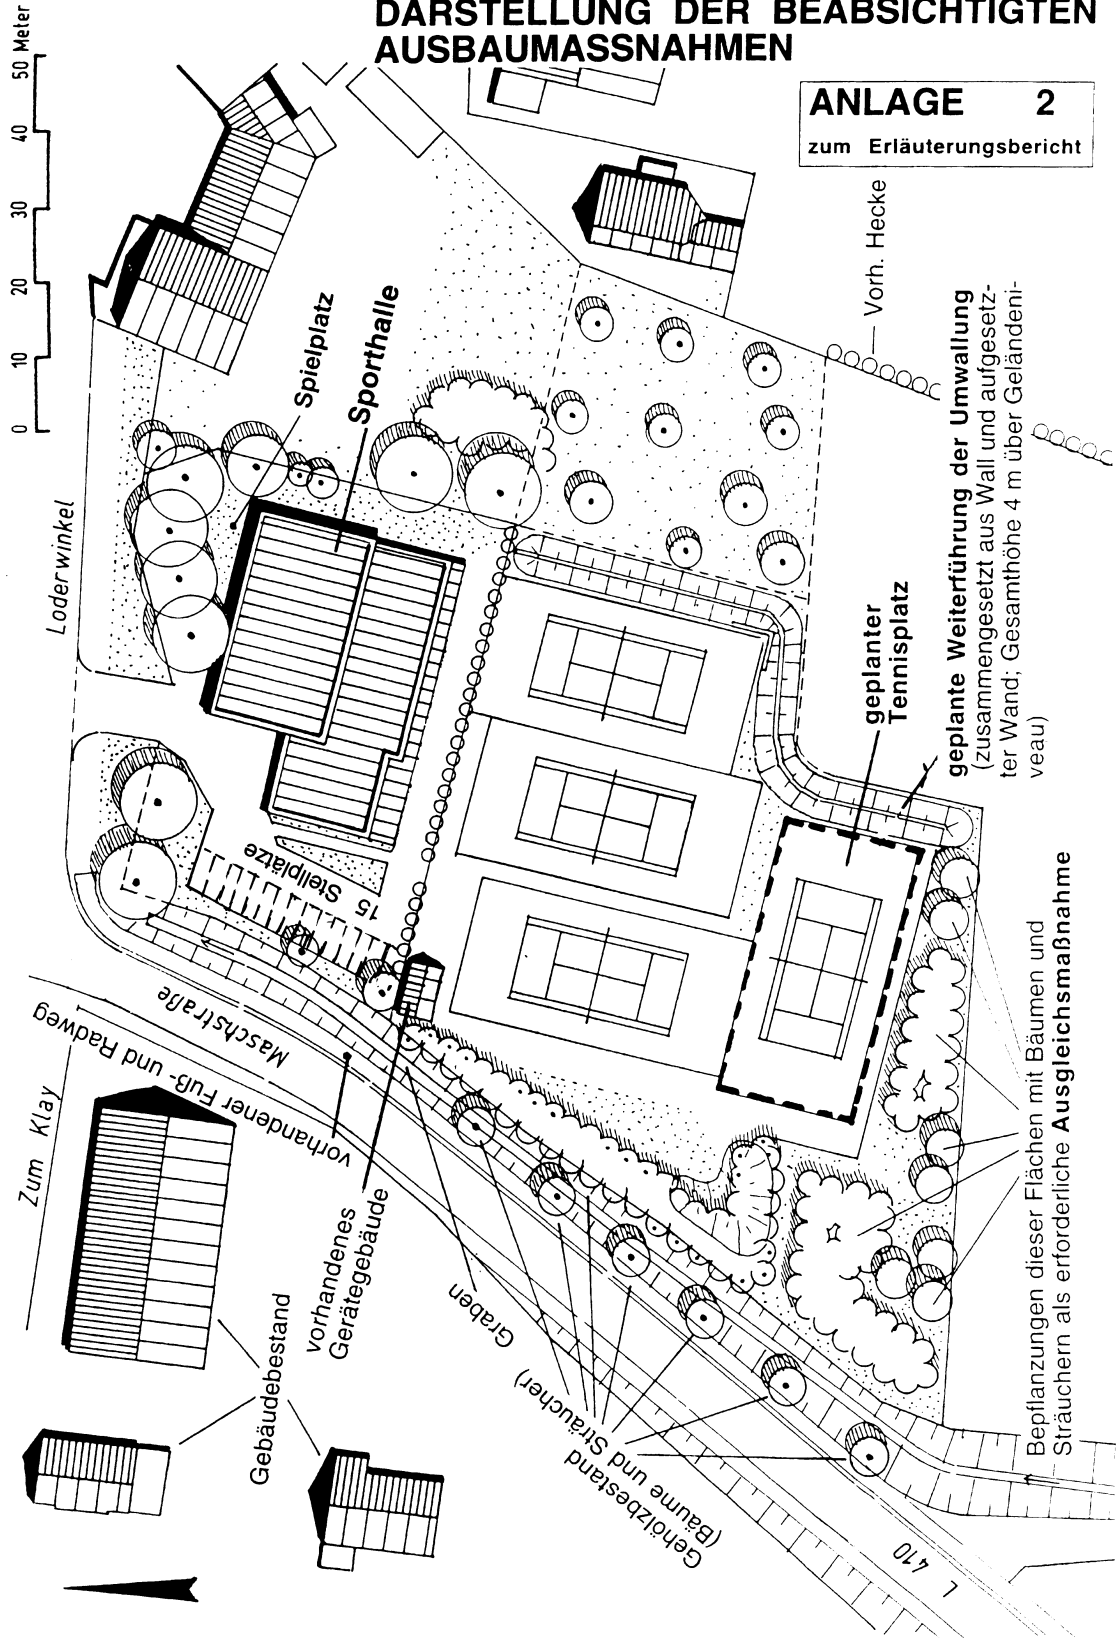 DARSTELLUNG DER BEABSICHTIGTEN
AUSBAUMASSNAHMEN
ANLAGE 2
zum Erläuterungsbericht
0 10 20 30 40 50 Meter
Loderwinkel
Spielplatz
Sporthalle
Vorh. Hecke
geplante Weiterführung der Umwallung
(zusammengesetzt aus Wall und aufgesetz-
ter Wand; Gesamthöhe 4 m über Geländeni-
veau)
geplanter
Tennisplatz
15 Stellplätze
Maschstraße
vorhandener Fuß- und Radweg
Zum Klay
vorhandenes
Gerätegebäude
Gebäudebestand
Graben
Gehölzbestand
(Bäume und Sträucher)
L 410
Bepflanzungen dieser Flächen mit Bäumen und
Sträuchern als erforderliche Ausgleichsmaßnahme